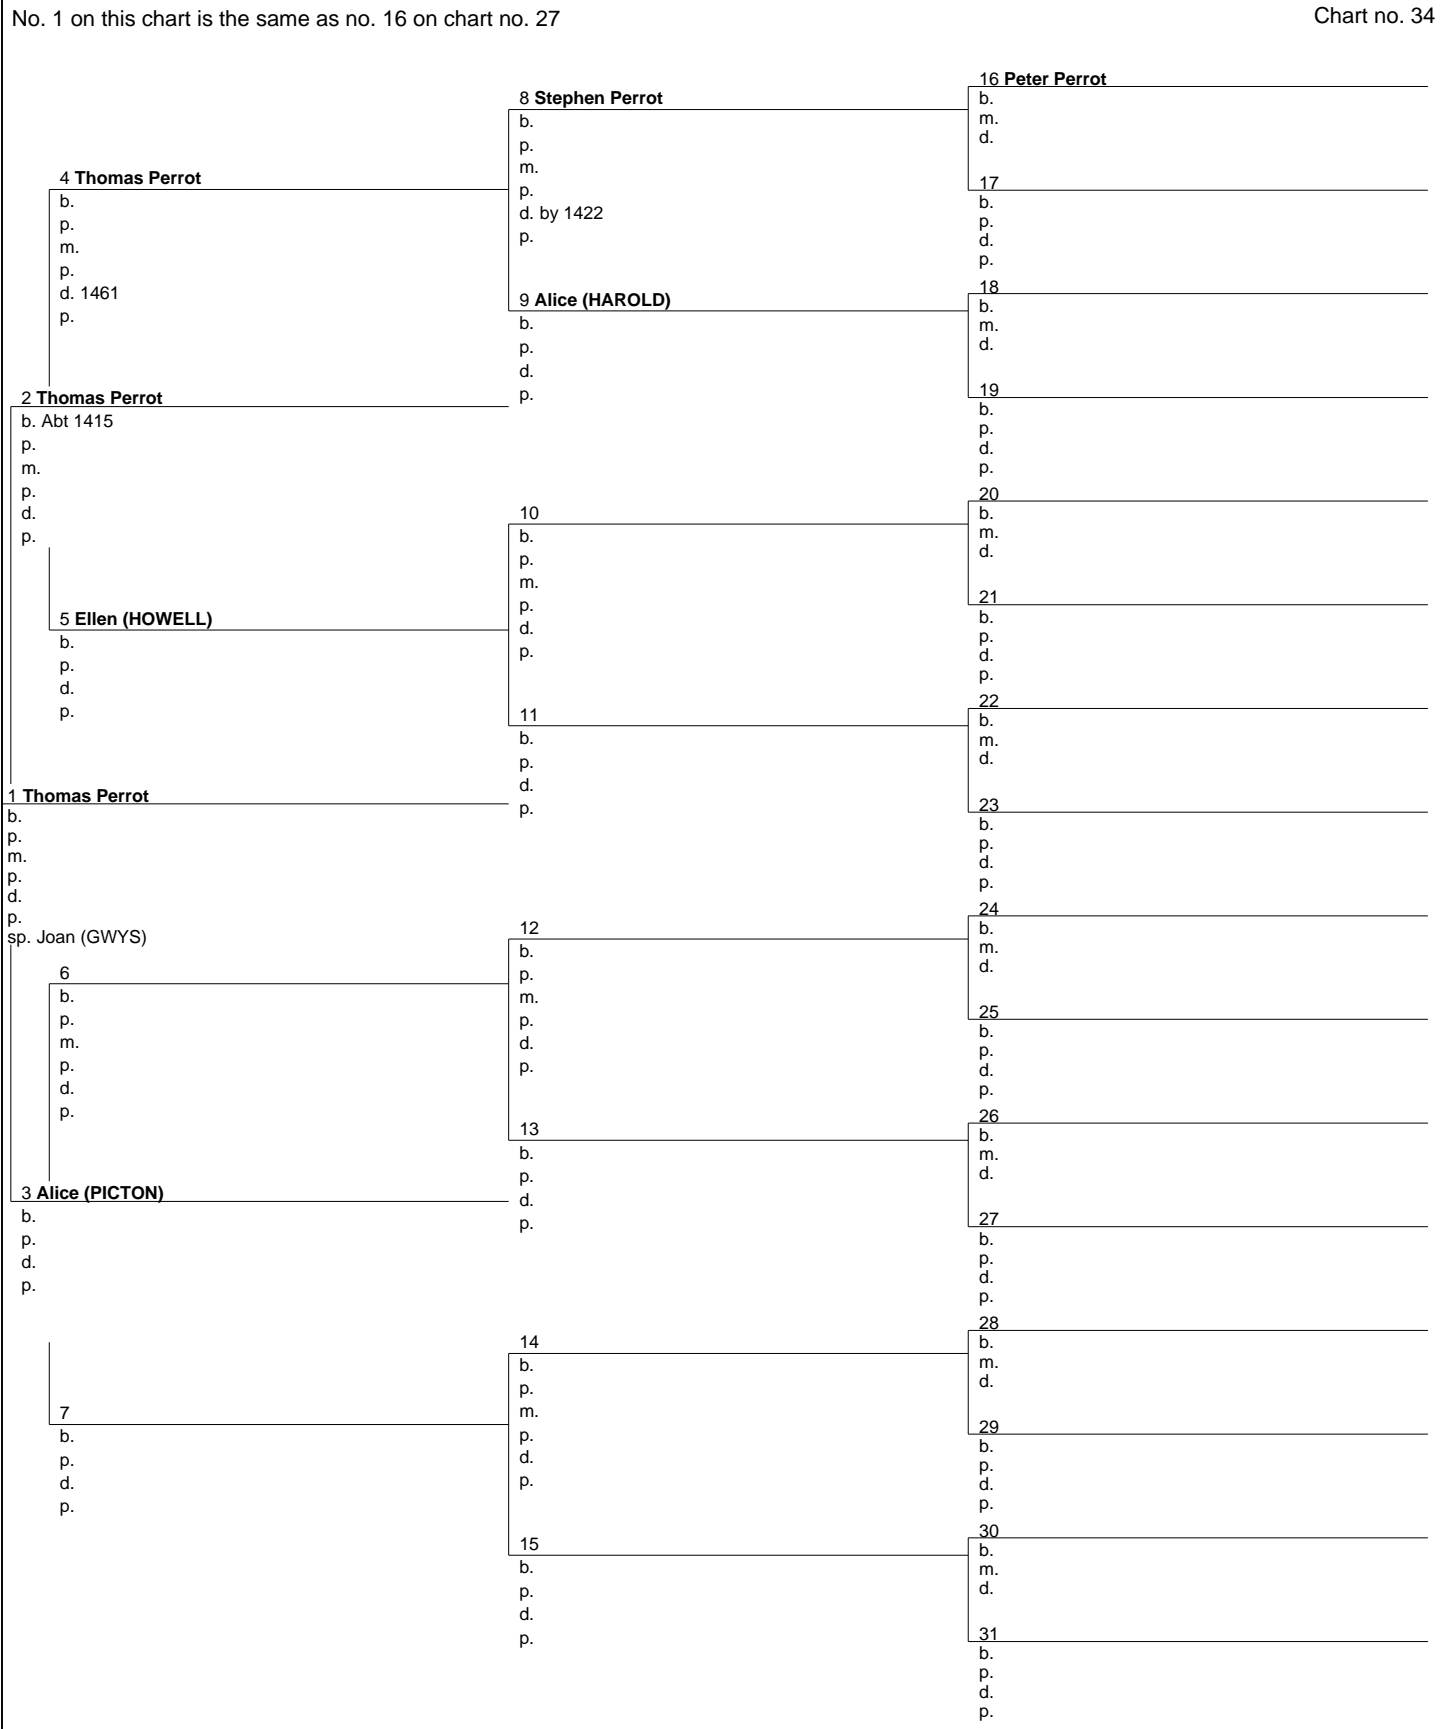 No. 1 on this chart is the same as no. 16 on chart no. 27
Chart no. 34
1 Thomas Perrot
b.
p.
m.
p.
d.
p.
sp. Joan (GWYS)
2 Thomas Perrot
b. Abt 1415
p.
m.
p.
d.
p.
3 Alice (PICTON)
b.
p.
d.
p.
4 Thomas Perrot
b.
p.
m.
p.
d. 1461
p.
5 Ellen (HOWELL)
b.
p.
d.
p.
6
b.
p.
m.
p.
d.
p.
7
b.
p.
d.
p.
8 Stephen Perrot
b.
p.
m.
p.
d. by 1422
p.
9 Alice (HAROLD)
b.
p.
d.
p.
10
b.
p.
m.
p.
d.
p.
11
b.
p.
d.
p.
12
b.
p.
m.
p.
d.
p.
13
b.
p.
d.
p.
14
b.
p.
m.
p.
d.
p.
15
b.
p.
d.
p.
16 Peter Perrot
b.
m.
d.
17
b.
p.
d.
p.
18
b.
m.
d.
19
b.
p.
d.
p.
20
b.
m.
d.
21
b.
p.
d.
p.
22
b.
m.
d.
23
b.
p.
d.
p.
24
b.
m.
d.
25
b.
p.
d.
p.
26
b.
m.
d.
27
b.
p.
d.
p.
28
b.
m.
d.
29
b.
p.
d.
p.
30
b.
m.
d.
31
b.
p.
d.
p.